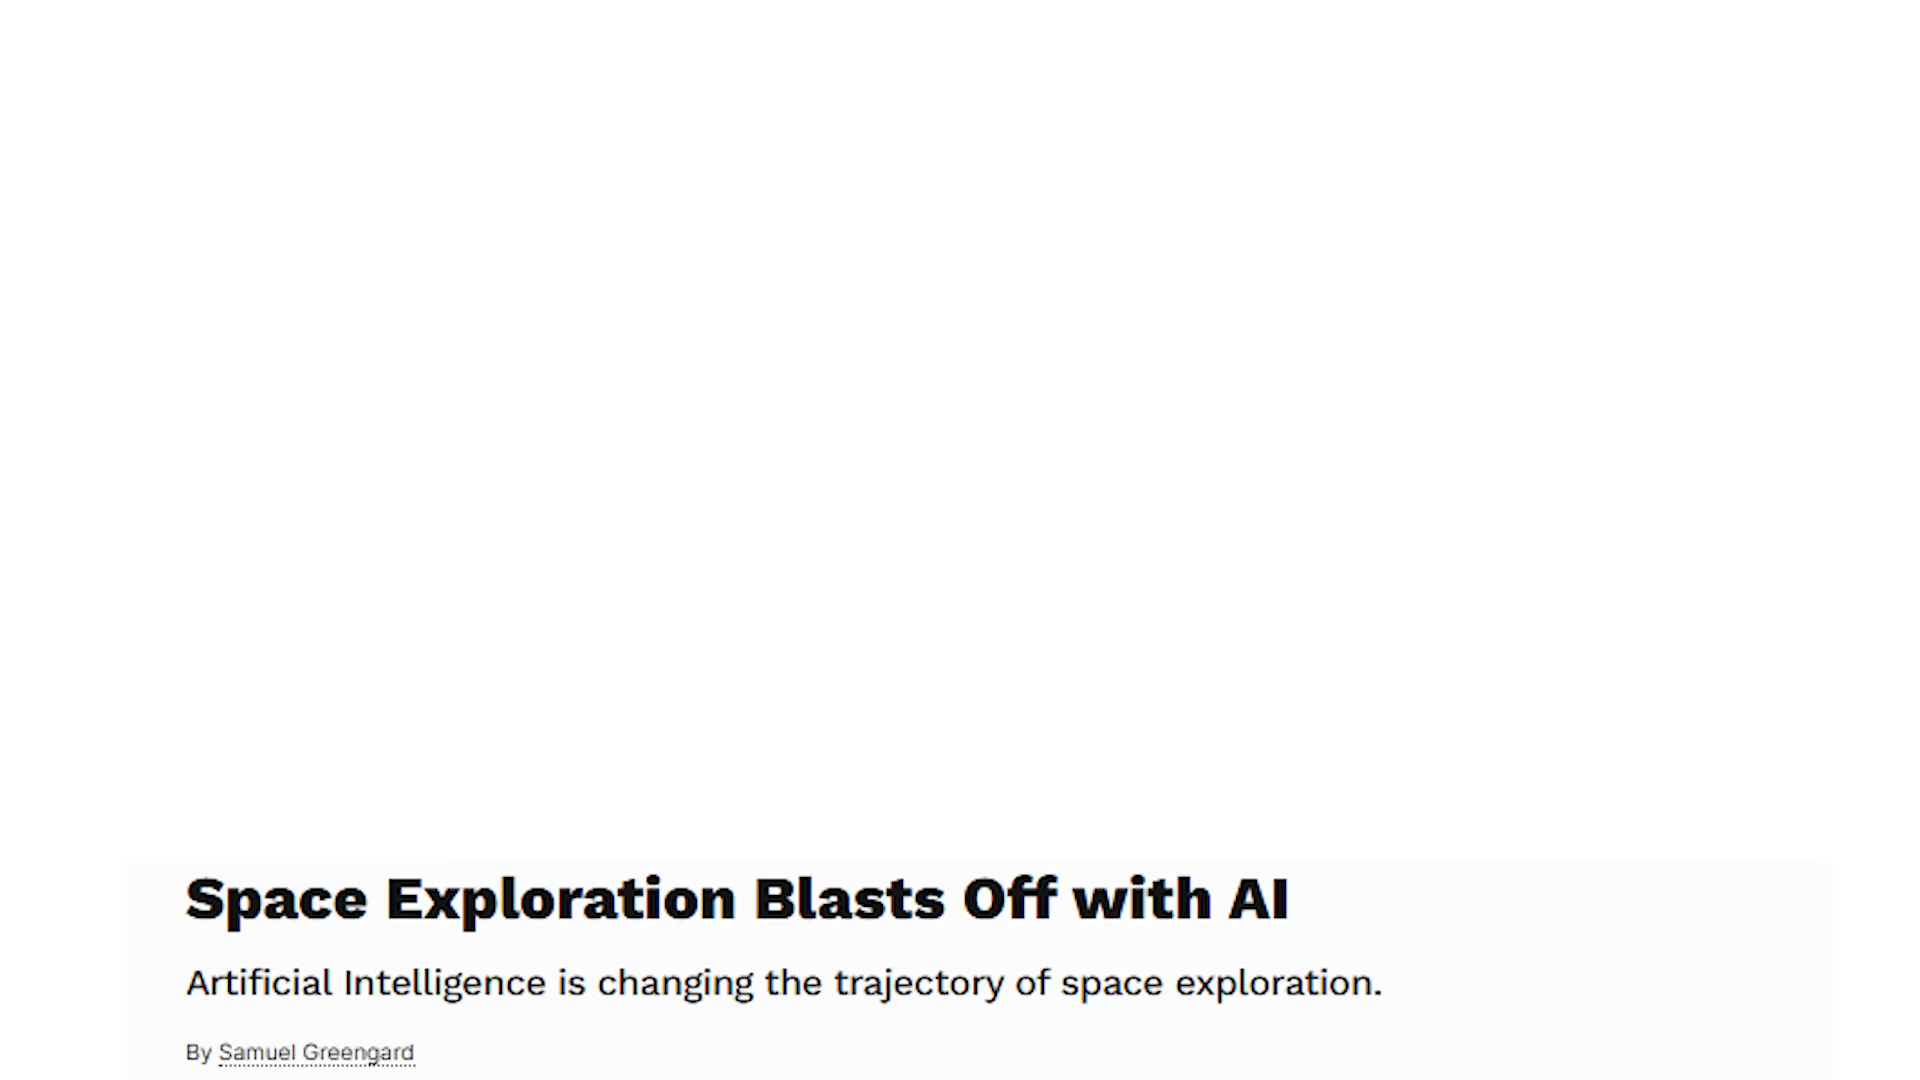 Space Exploration Blasts Off with AI
Artificial Intelligence is changing the trajectory of space exploration.
By Samuel Greengard